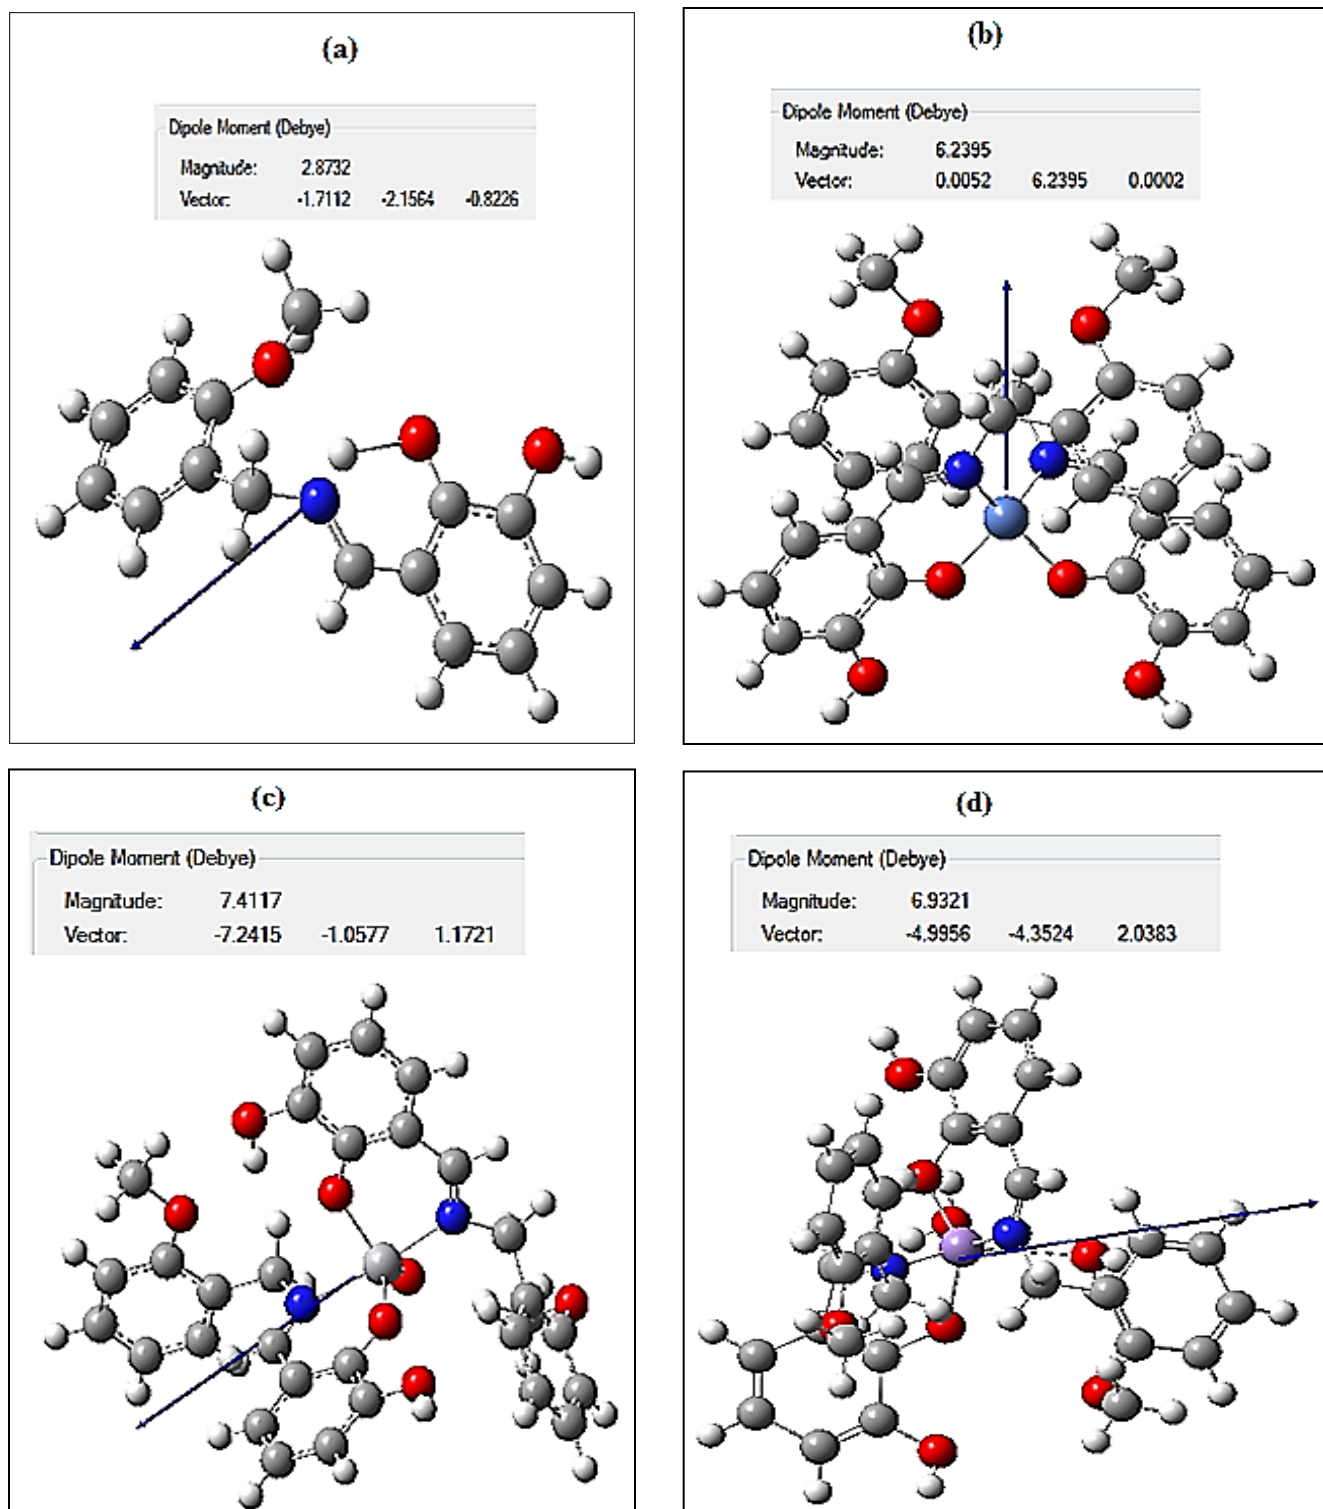 (a)
Dipole Moment (Debye)
Magnitude: 2.8732
Vector: -1.7112 -2.1564 -0.8226
(b)
Dipole Moment (Debye)
Magnitude: 6.2395
Vector: 0.0052 6.2395 0.0002
(c)
Dipole Moment (Debye)
Magnitude: 7.4117
Vector: -7.2415 -1.0577 1.1721
(d)
Dipole Moment (Debye)
Magnitude: 6.9321
Vector: -4.9956 -4.3524 2.0383